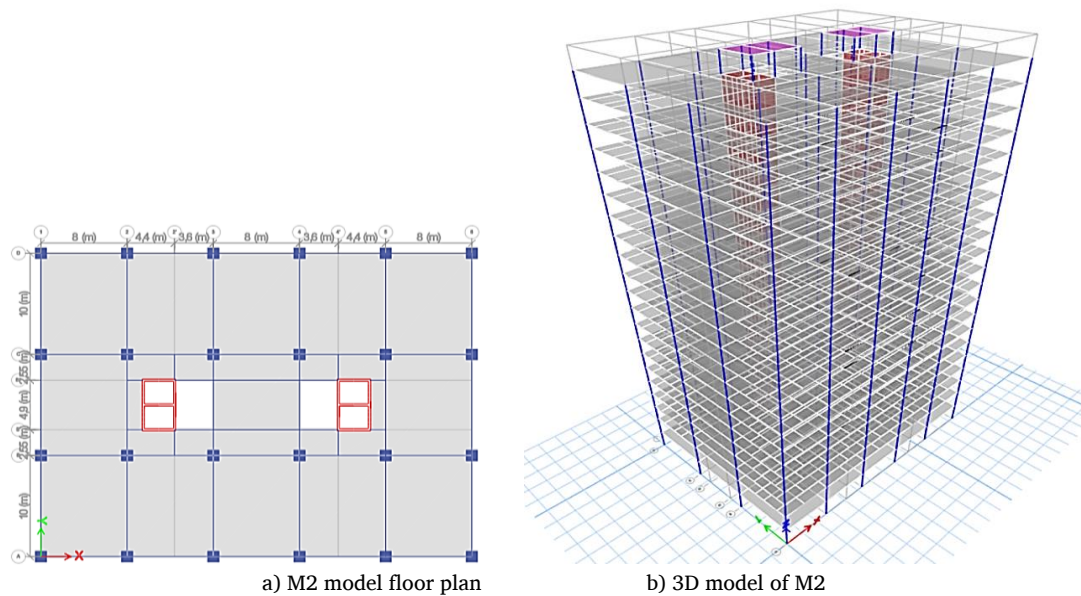 8 (m) 4,4 (m) 3,6 (m) 8 (m) 3,6 (m) 4,4 (m) 8 (m)
D
10 (m)
2,55 (m)
4,9 (m)
2,55 (m)
10 (m)
A
X
a) M2 model floor plan
b) 3D model of M2